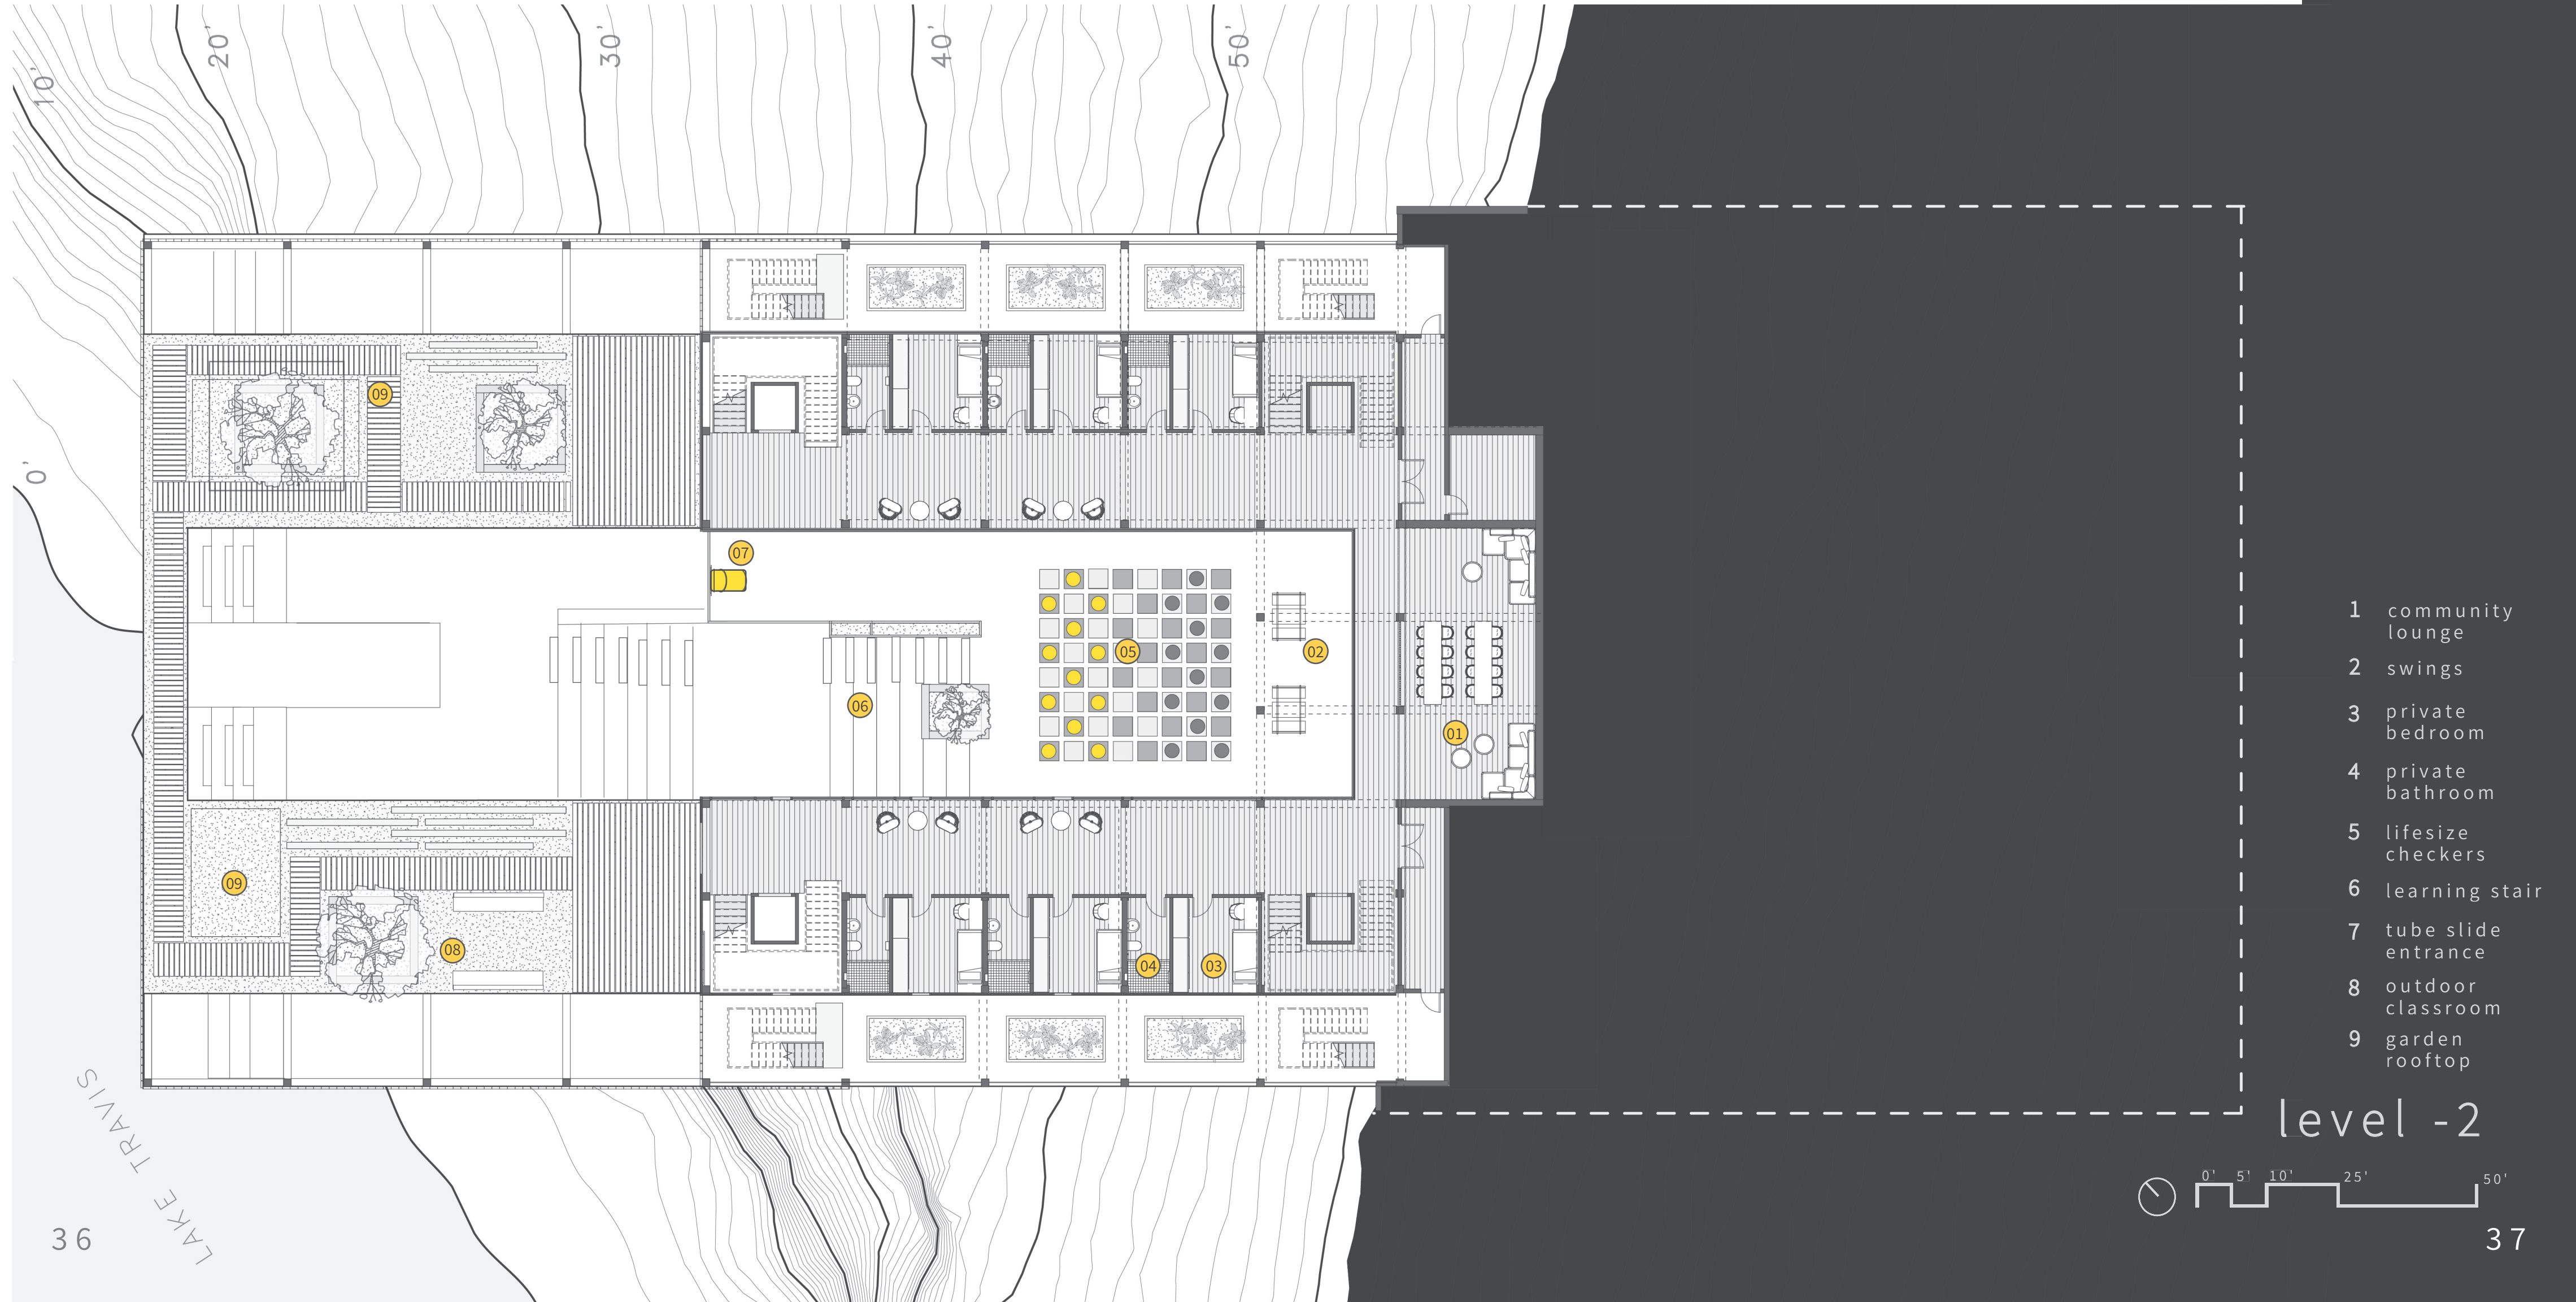 10'
20'
30'
40'
50'
0'
09
07
05
02
06
01
09
08
04
03
1 community
lounge
2 swings
3 private
bedroom
4 private
bathroom
5 lifesize
checkers
6 learning stair
7 tube slide
entrance
8 outdoor
classroom
9 garden
rooftop
level -2
0' 5' 10' 25' 50'
LAKE TRAVIS
36
37